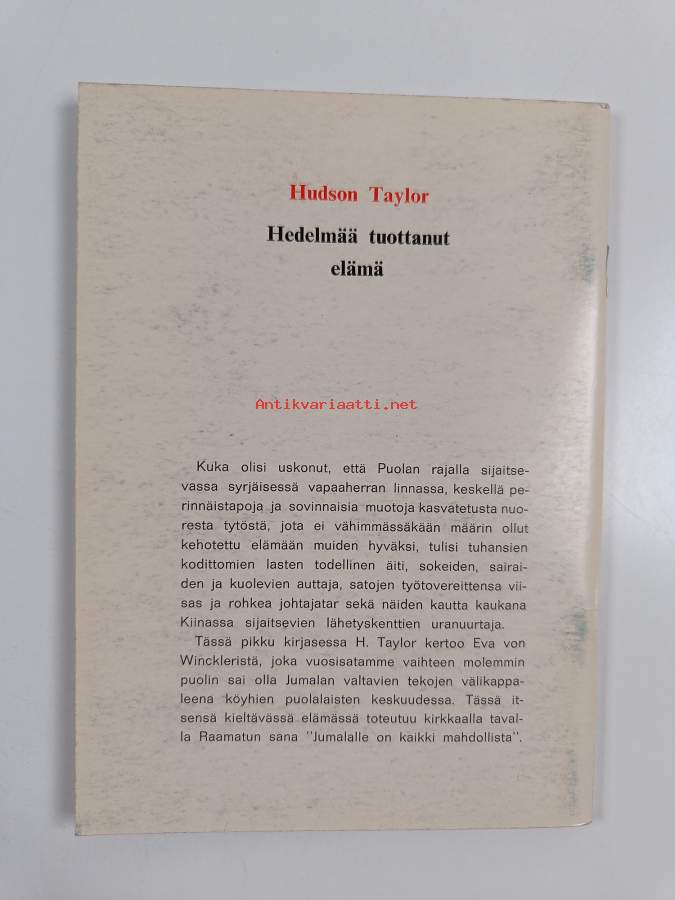 Hudson Taylor
Hedelmää tuottanut
elämä
Antikvariaatti.net
Kuka olisi uskonut, että Puolan rajalla sijaitse-
vassa syrjäisessä vapaaherran linnassa, keskellä pe-
rinnäistapoja ja sovinnaisia muotoja kasvatetusta nuo-
resta tytöstä, jota ei vähimmässäkään määrin ollut
kehotettu elämään muiden hyväksi, tulisi tuhansien
kodittomien lasten todellinen äiti, sokeiden, sairai-
den ja kuolevien auttaja, satojen työtovereittensa vii-
sas ja rohkea johtajatar sekä näiden kautta kaukana
Kiinassa sijaitsevien lähetyskenttien uranuurtaja.
Tässä pikku kirjasessa H. Taylor kertoo Eva von
Winckleristä, joka vuosisatamme vaihteen molemmin
puolin sai olla Jumalan valtavien tekojen välikappa-
leena köyhien puolalaisten keskuudessa. Tässä it-
sensä kieltävässä elämässä toteutuu kirkkaalla taval-
la Raamatun sana "Jumalalle on kaikki mahdollista".